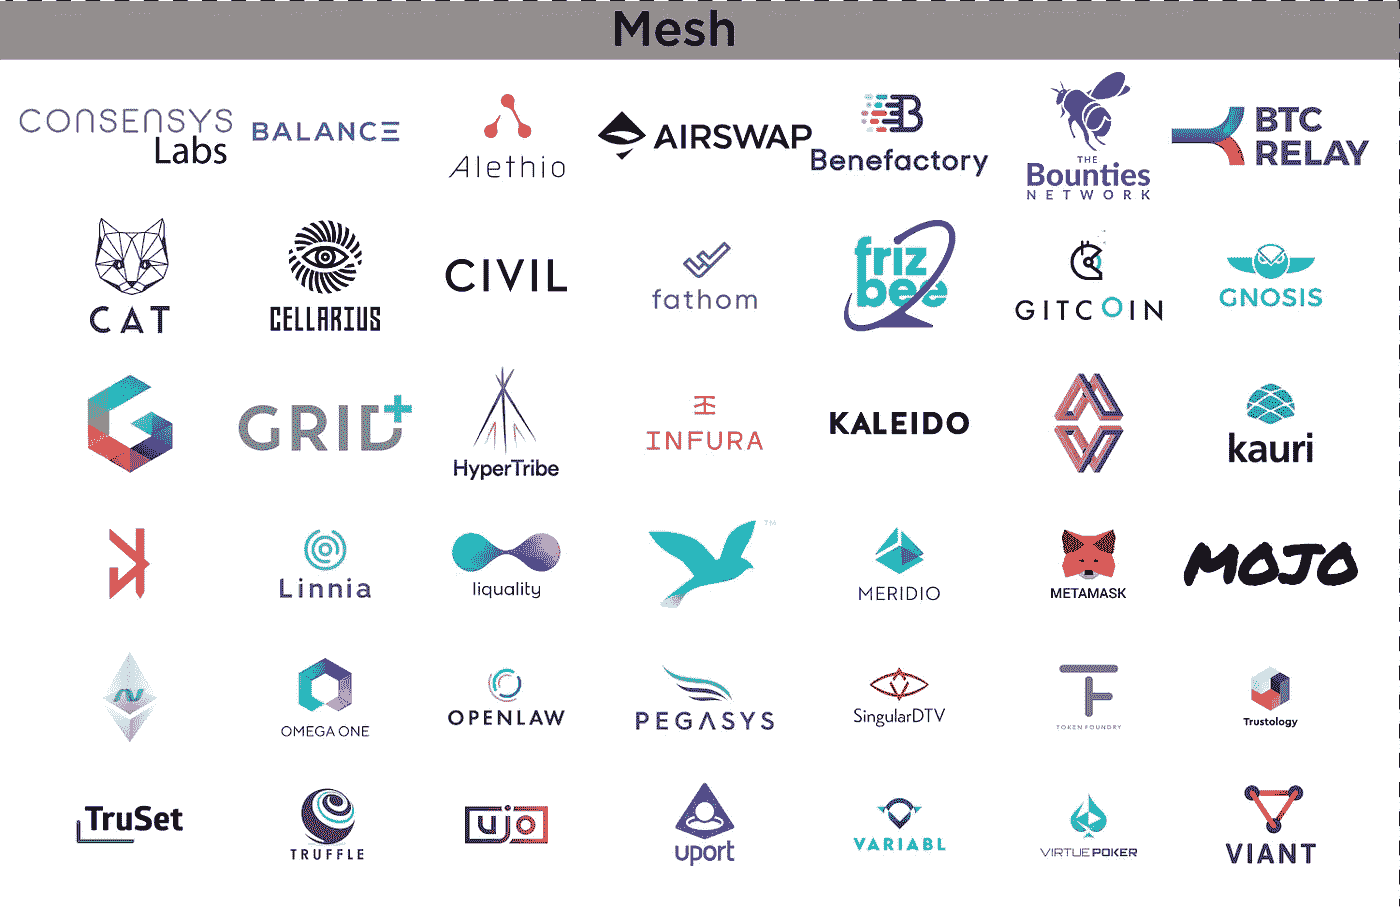 Mesh
CONSENSYS
Labs
BALANCE
Alethio
AIRSWAP
Benefactory
THE
Bounties
NETWORK
BTC
RELAY
CAT
CELLARIUS
CIVIL
fathom
friz
bee
GITCOIN
GNOSIS
GRID+
HyperTribe
INFURA
KALEIDO
kauri
Linnia
liquality
TM
MERIDIO
METAMASK
MOJO
OMEGA ONE
OPENLAW
PEGASYS
SingularDTV
TOKEN FOUNDRY
Trustology
TruSet
TRUFFLE
ujo
uport
VARIABL
VIRTUE POKER
VIANT